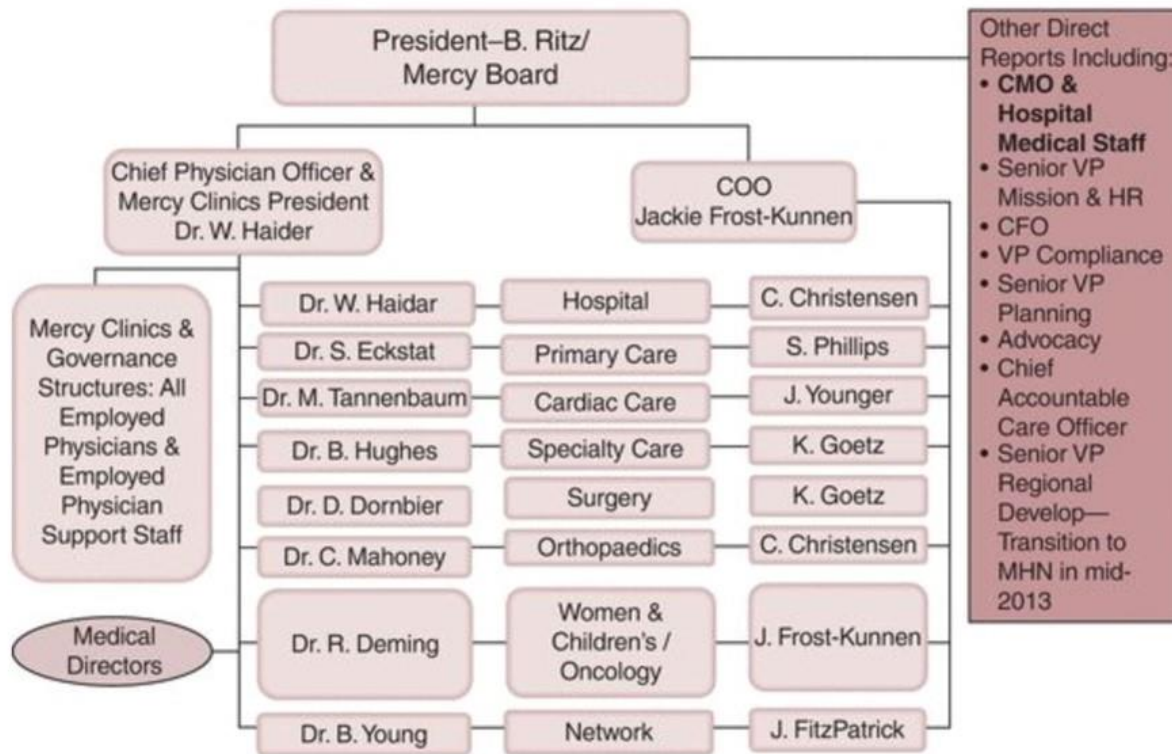 President–B. Ritz/
Mercy Board
Other Direct
Reports Including:
• CMO &
Hospital
Medical Staff
• Senior VP
Mission & HR
• CFO
• VP Compliance
• Senior VP
Planning
• Advocacy
• Chief
Accountable
Care Officer
• Senior VP
Regional
Develop—
Transition to
MHN in mid-
2013
Chief Physician Officer &
Mercy Clinics President
Dr. W. Haider
COO
Jackie Frost-Kunnen
Mercy Clinics &
Governance
Structures: All
Employed
Physicians &
Employed
Physician
Support Staff
Medical
Directors
Dr. W. Haidar
Hospital
C. Christensen
Dr. S. Eckstat
Primary Care
S. Phillips
Dr. M. Tannenbaum
Cardiac Care
J. Younger
Dr. B. Hughes
Specialty Care
K. Goetz
Dr. D. Dornbier
Surgery
K. Goetz
Dr. C. Mahoney
Orthopaedics
C. Christensen
Dr. R. Deming
Women &
Children's /
Oncology
J. Frost-Kunnen
Dr. B. Young
Network
J. FitzPatrick